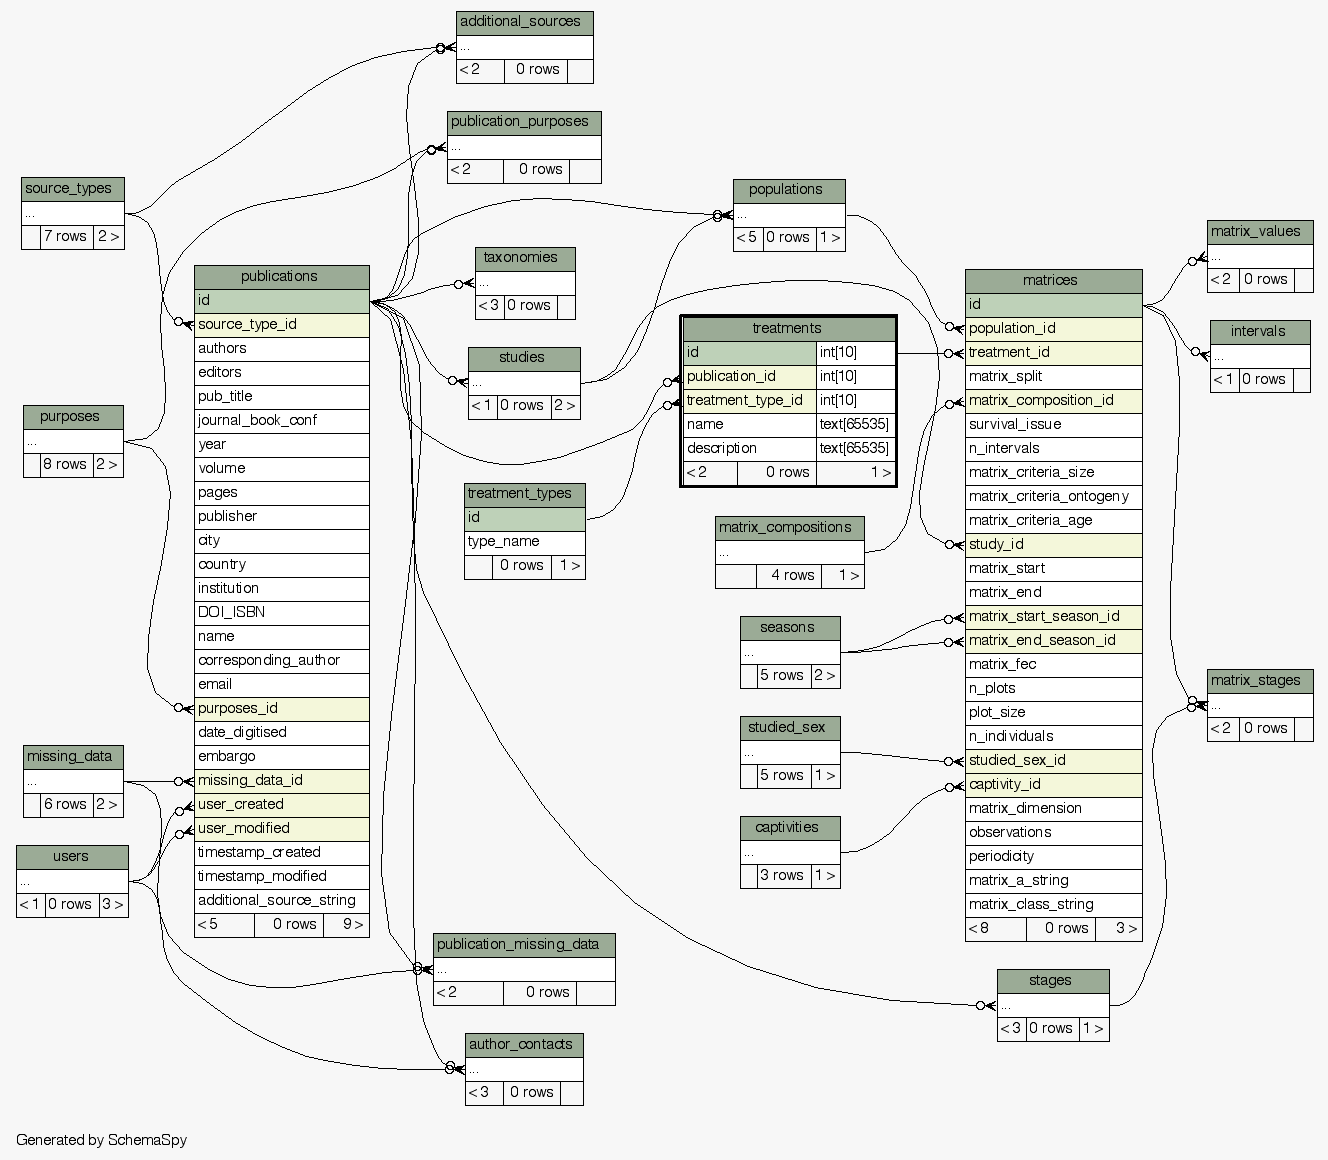 additional_sources
...
< 2 0 rows
publication_purposes
...
< 2 0 rows
source_types
...
7 rows 2 >
populations
...
< 5 0 rows 1 >
matrix_values
...
< 2 0 rows
taxonomies
...
< 3 0 rows
intervals
...
< 1 0 rows
studies
...
< 1 0 rows 2 >
purposes
...
8 rows 2 >
publications
id
source_type_id
authors
editors
pub_title
journal_book_conf
year
volume
pages
publisher
city
country
institution
DOI_ISBN
name
corresponding_author
email
purposes_id
date_digitised
embargo
missing_data_id
user_created
user_modified
timestamp_created
timestamp_modified
additional_source_string
< 5 0 rows 9 >
treatments
id int[10]
publication_id int[10]
treatment_type_id int[10]
name text[65535]
description text[65535]
< 2 0 rows 1 >
matrices
id
population_id
treatment_id
matrix_split
matrix_composition_id
survival_issue
n_intervals
matrix_criteria_size
matrix_criteria_ontogeny
matrix_criteria_age
study_id
matrix_start
matrix_end
matrix_start_season_id
matrix_end_season_id
matrix_fec
n_plots
plot_size
n_individuals
studied_sex_id
captivity_id
matrix_dimension
observations
periodicity
matrix_a_string
matrix_class_string
< 8 0 rows 3 >
treatment_types
id
type_name
0 rows 1 >
matrix_compositions
...
4 rows 1 >
seasons
...
5 rows 2 >
matrix_stages
...
< 2 0 rows
studied_sex
...
5 rows 1 >
missing_data
...
6 rows 2 >
captivities
...
3 rows 1 >
users
...
< 1 0 rows 3 >
publication_missing_data
...
< 2 0 rows
stages
...
< 3 0 rows 1 >
author_contacts
...
< 3 0 rows
Generated by SchemaSpy